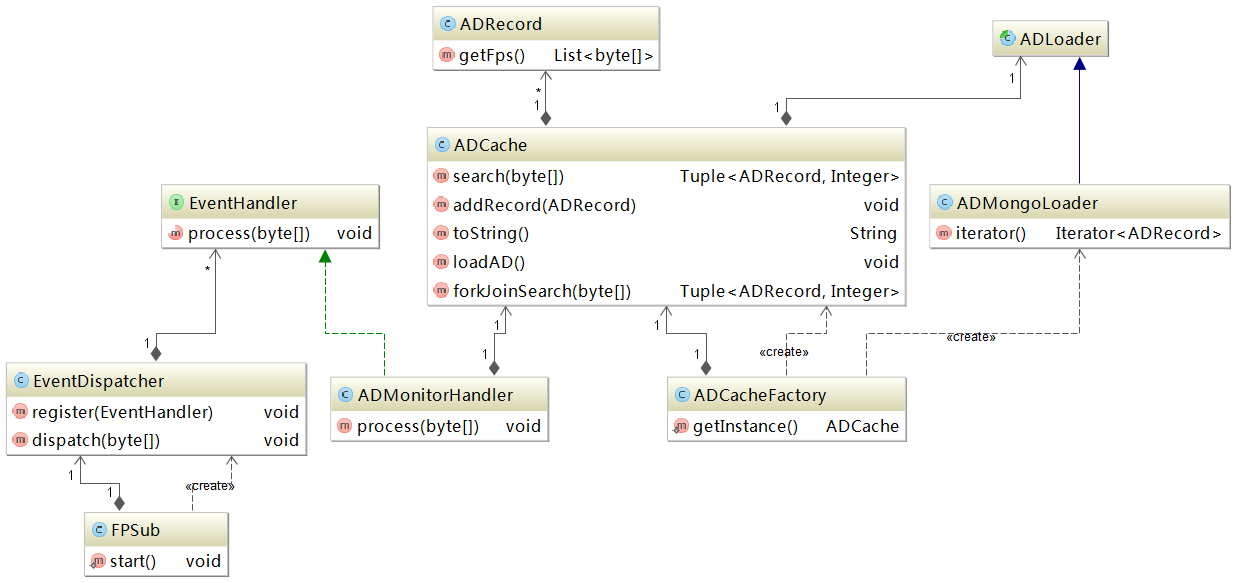 ADRecord
getFps() List<byte[]>
ADLoader
*
1
1
1
ADCache
search(byte[]) Tuple<ADRecord, Integer>
addRecord(ADRecord) void
toString() String
loadAD() void
forkJoinSearch(byte[]) Tuple<ADRecord, Integer>
EventHandler
process(byte[]) void
ADMongoLoader
iterator() Iterator<ADRecord>
*
1
1
1
1
1
«create»
«create»
EventDispatcher
register(EventHandler) void
dispatch(byte[]) void
ADMonitorHandler
process(byte[]) void
ADCacheFactory
getInstance() ADCache
1
1
«create»
FPSub
start() void